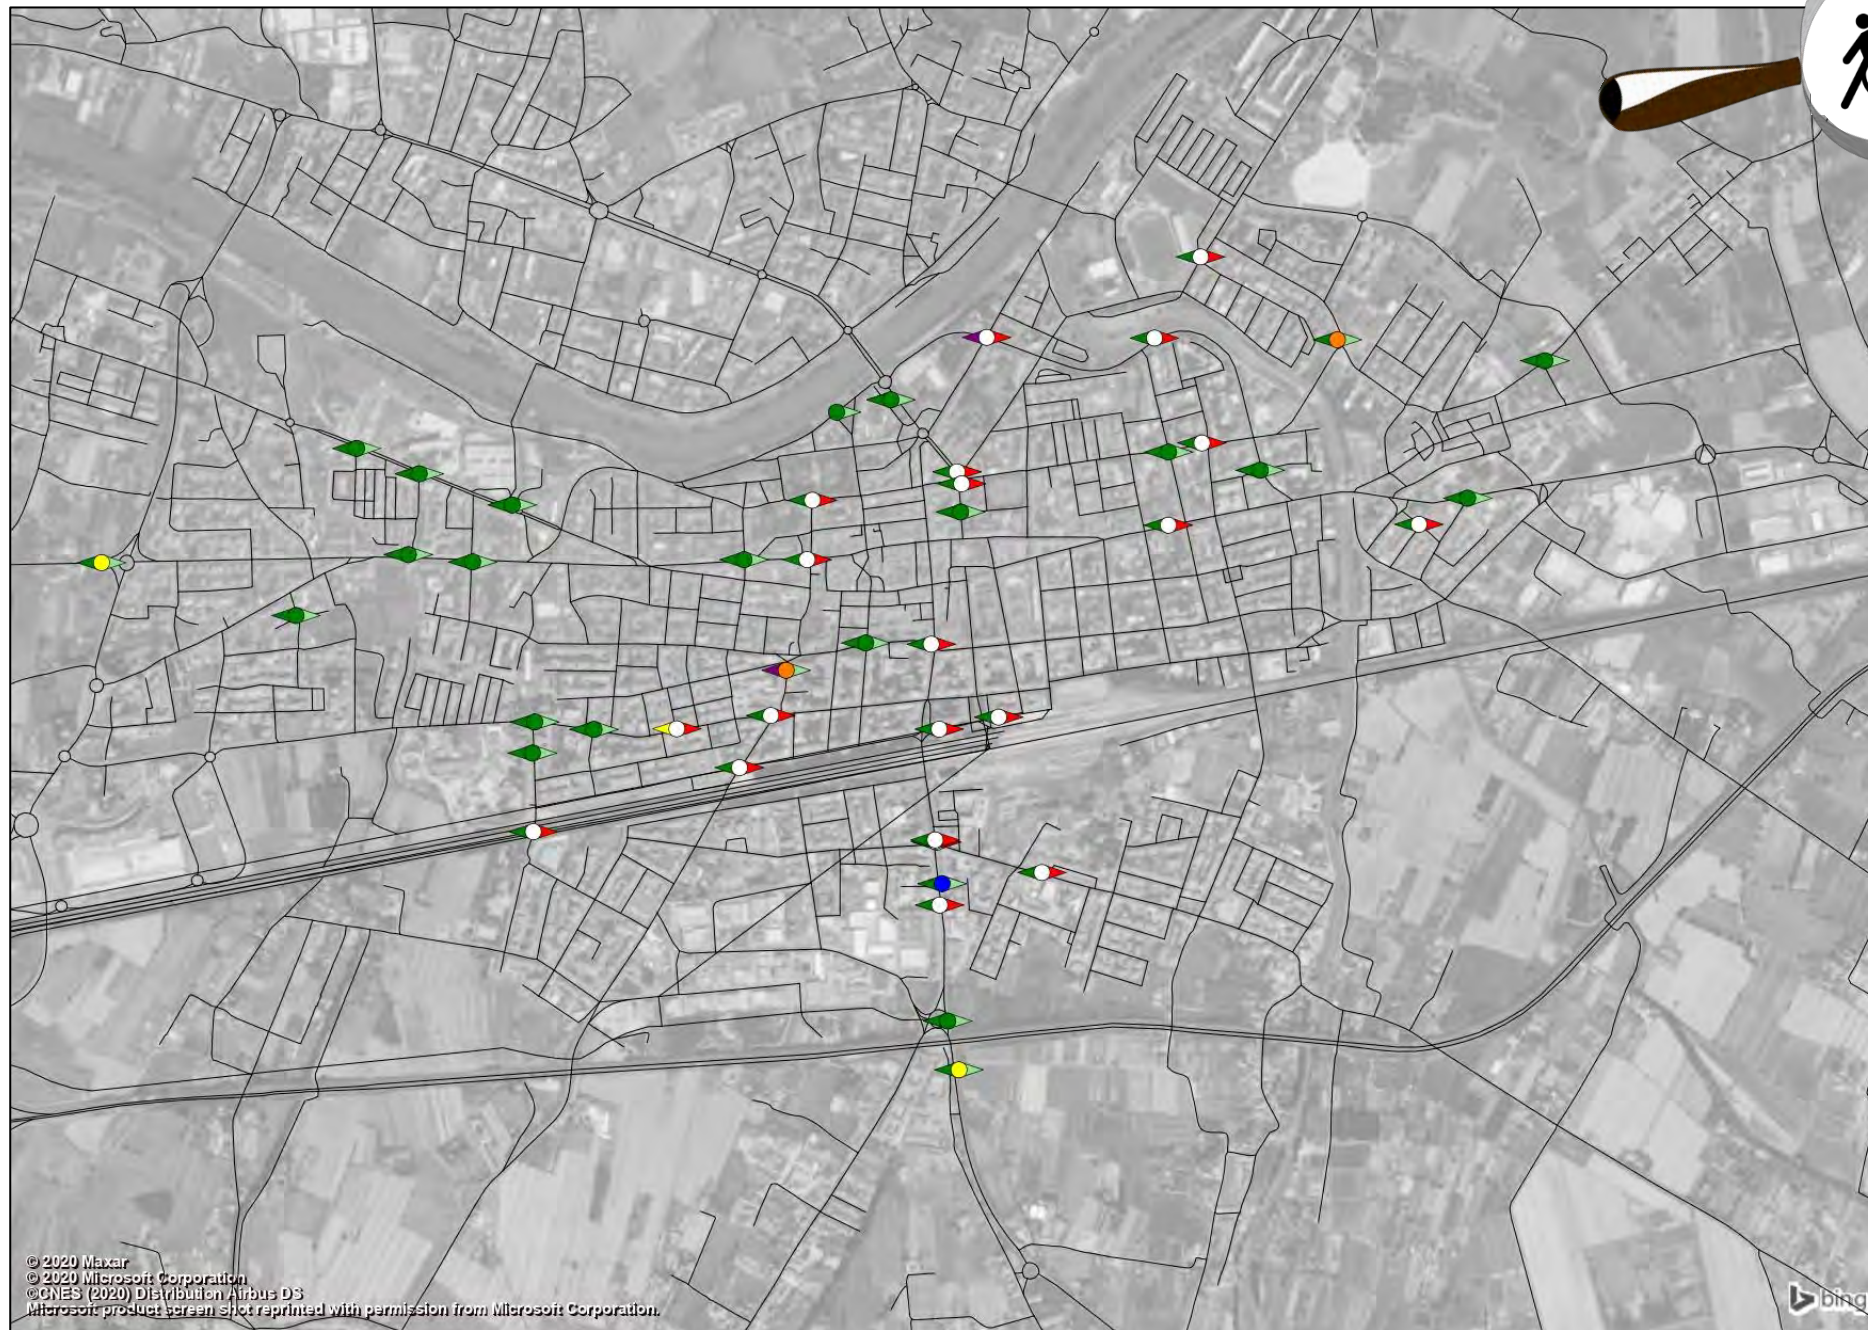 © 2020 Maxar
© 2020 Microsoft Corporation
©CNES (2020) Distribution Airbus DS
Microsoft product screen shot reprinted with permission from Microsoft Corporation.
bing